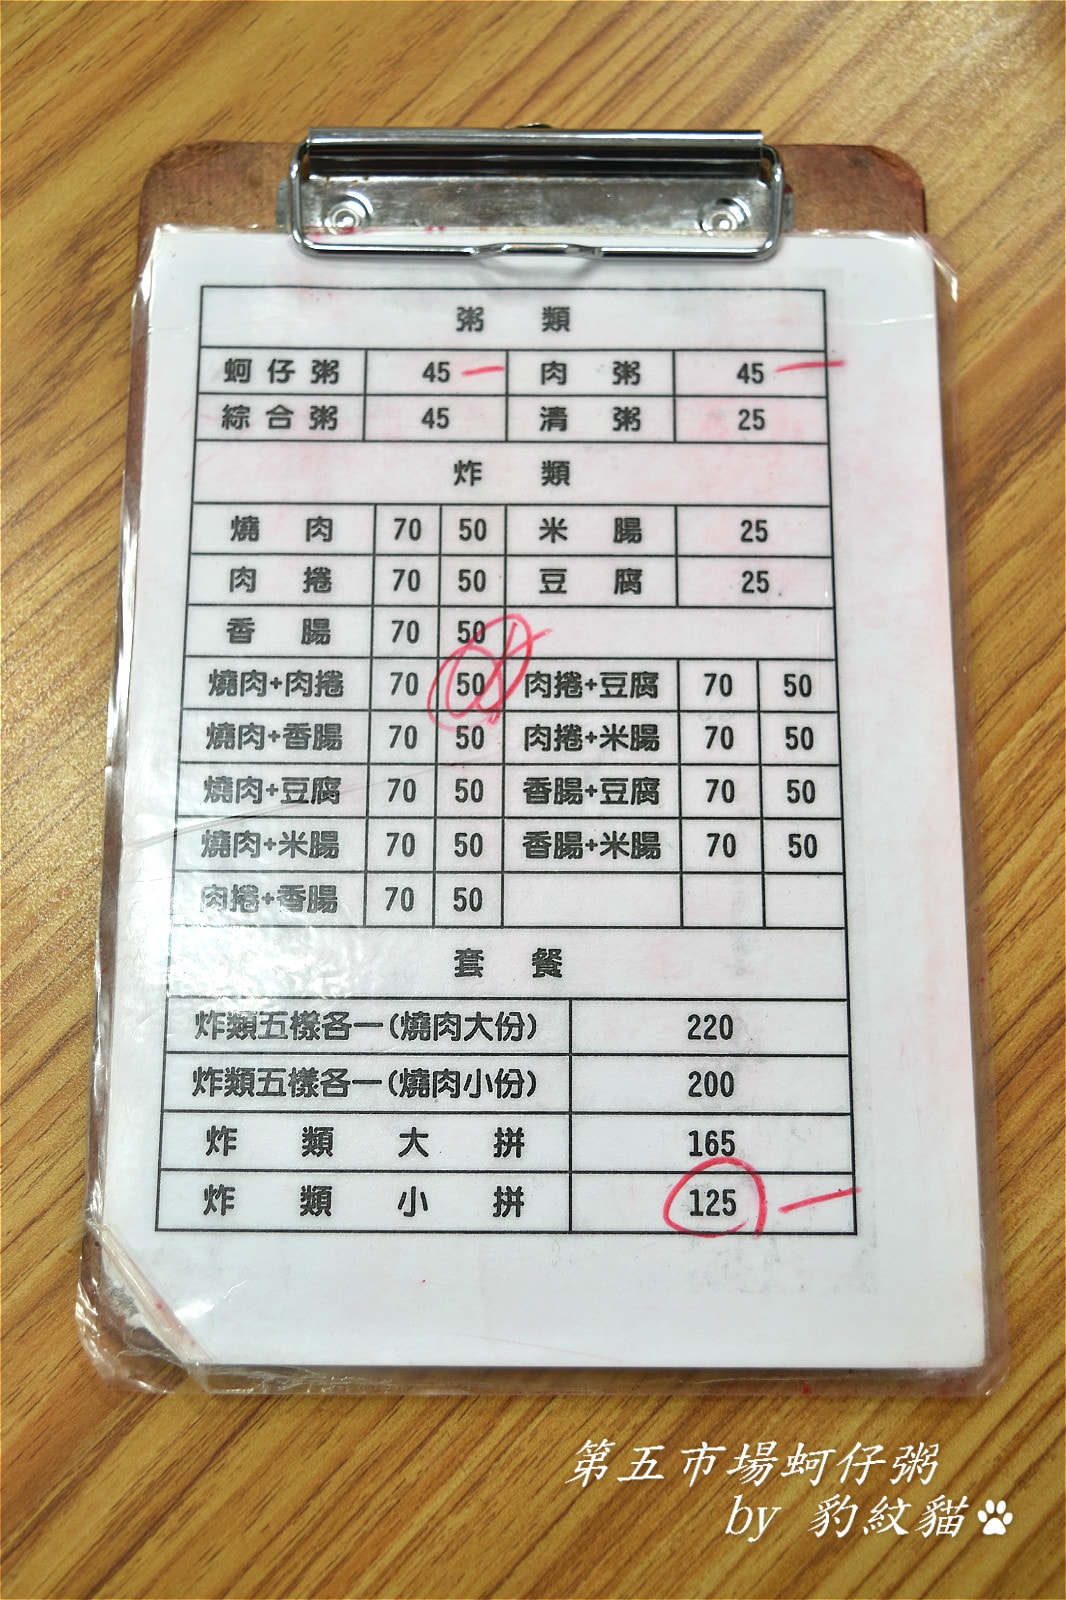 粥 類
蚵仔粥 45 肉粥 45
綜合粥 45 清粥 25
炸 類
燒肉 70 50 米腸 25
肉捲 70 50 豆腐 25
香腸 70 50
燒肉+肉捲 70 50 肉捲+豆腐 70 50
燒肉+香腸 70 50 肉捲+米腸 70 50
燒肉+豆腐 70 50 香腸+豆腐 70 50
燒肉+米腸 70 50 香腸+米腸 70 50
肉捲+香腸 70 50
套 餐
炸類五樣各一(燒肉大份) 220
炸類五樣各一(燒肉小份) 200
炸類大拼 165
炸類小拼 125
第五市場蚵仔粥
by 豹紋貓